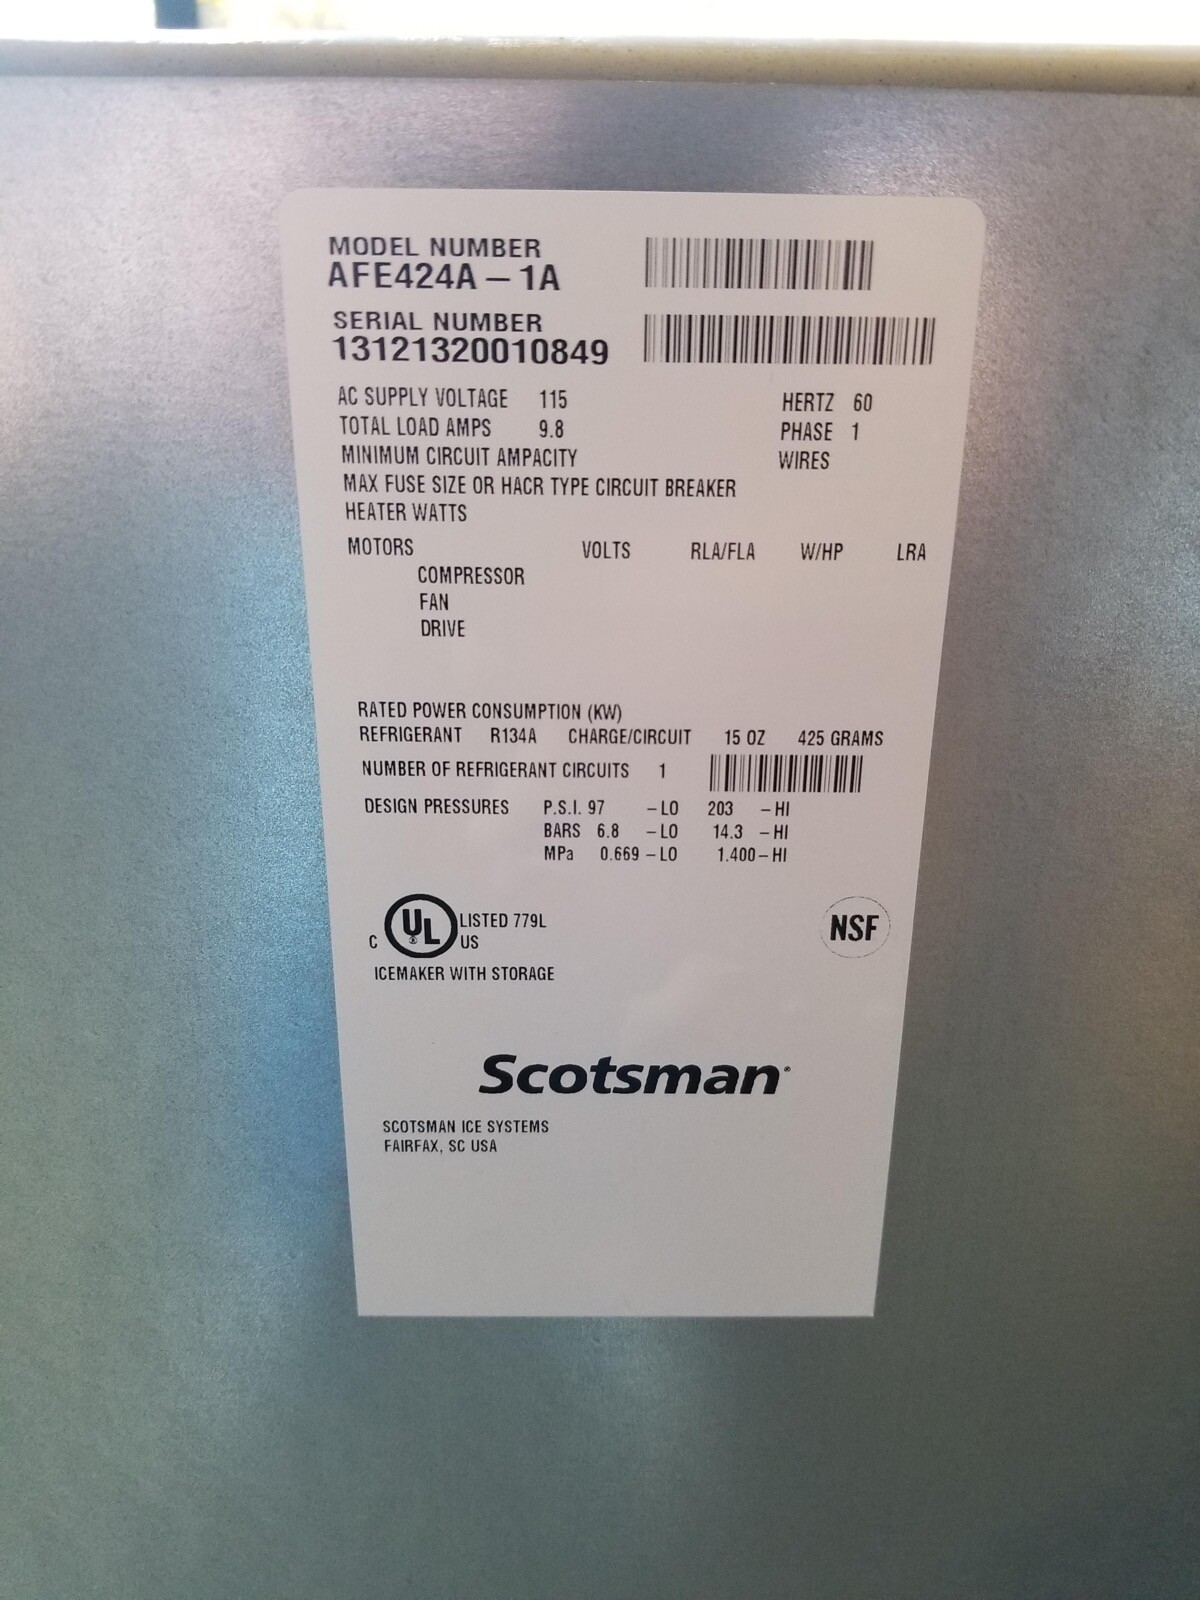 MODEL NUMBER
AFE424A – 1A
SERIAL NUMBER
13121320010849
AC SUPPLY VOLTAGE 115 HERTZ 60
TOTAL LOAD AMPS 9.8 PHASE 1
MINIMUM CIRCUIT AMPACITY WIRES
MAX FUSE SIZE OR HACR TYPE CIRCUIT BREAKER
HEATER WATTS
MOTORS VOLTS RLA/FLA W/HP LRA
COMPRESSOR
FAN
DRIVE
RATED POWER CONSUMPTION (KW)
REFRIGERANT R134A CHARGE/CIRCUIT 15 OZ 425 GRAMS
NUMBER OF REFRIGERANT CIRCUITS 1
DESIGN PRESSURES P.S.I. 97 –LO 203 –HI
BARS 6.8 –LO 14.3 –HI
MPa 0.669 –LO 1.400–HI
C UL ® LISTED 779L
US
NSF
ICEMAKER WITH STORAGE
Scotsman®
SCOTSMAN ICE SYSTEMS
FAIRFAX, SC USA